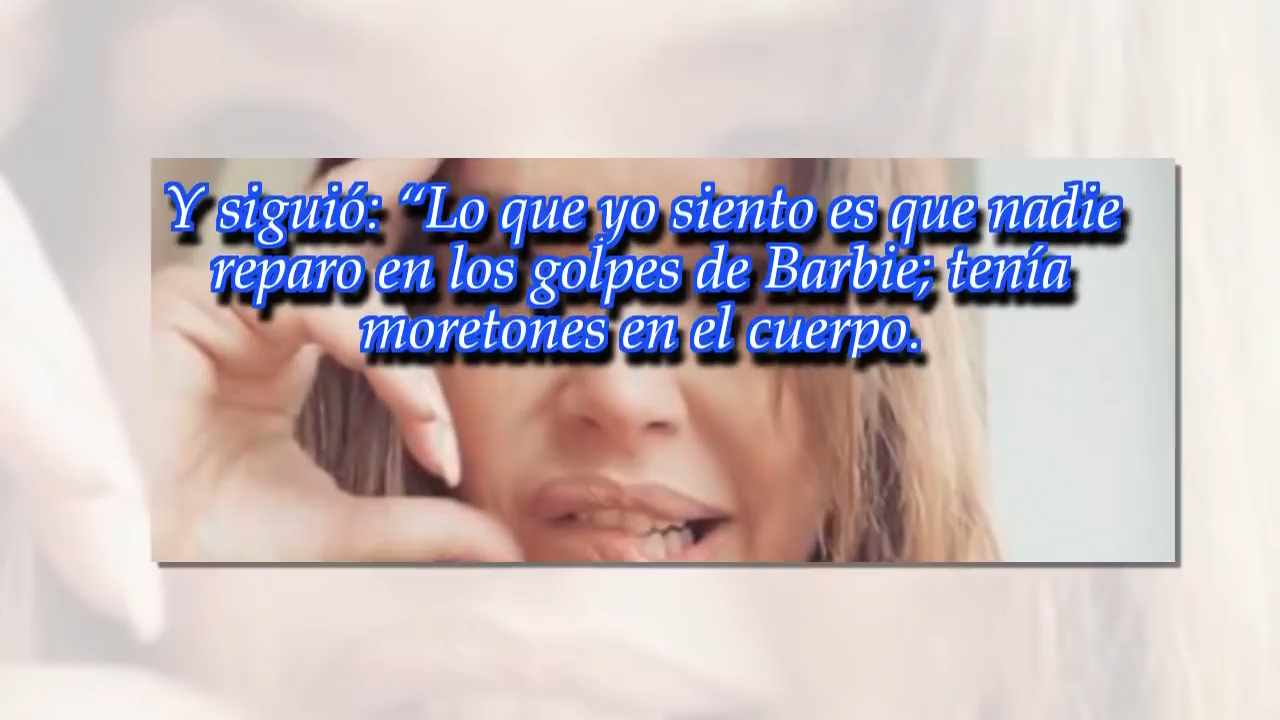 Y siguió: “Lo que yo siento es que nadie
reparo en los golpes de Barbie; tenía
moretones en el cuerpo.